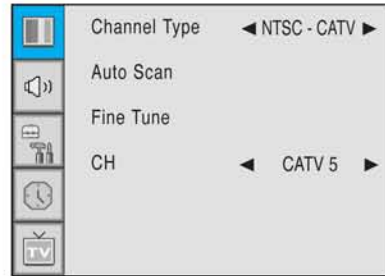 Channel Type ◀ NTSC - CATV ▶
Auto Scan
Fine Tune
CH ◀ CATV 5 ▶
TV